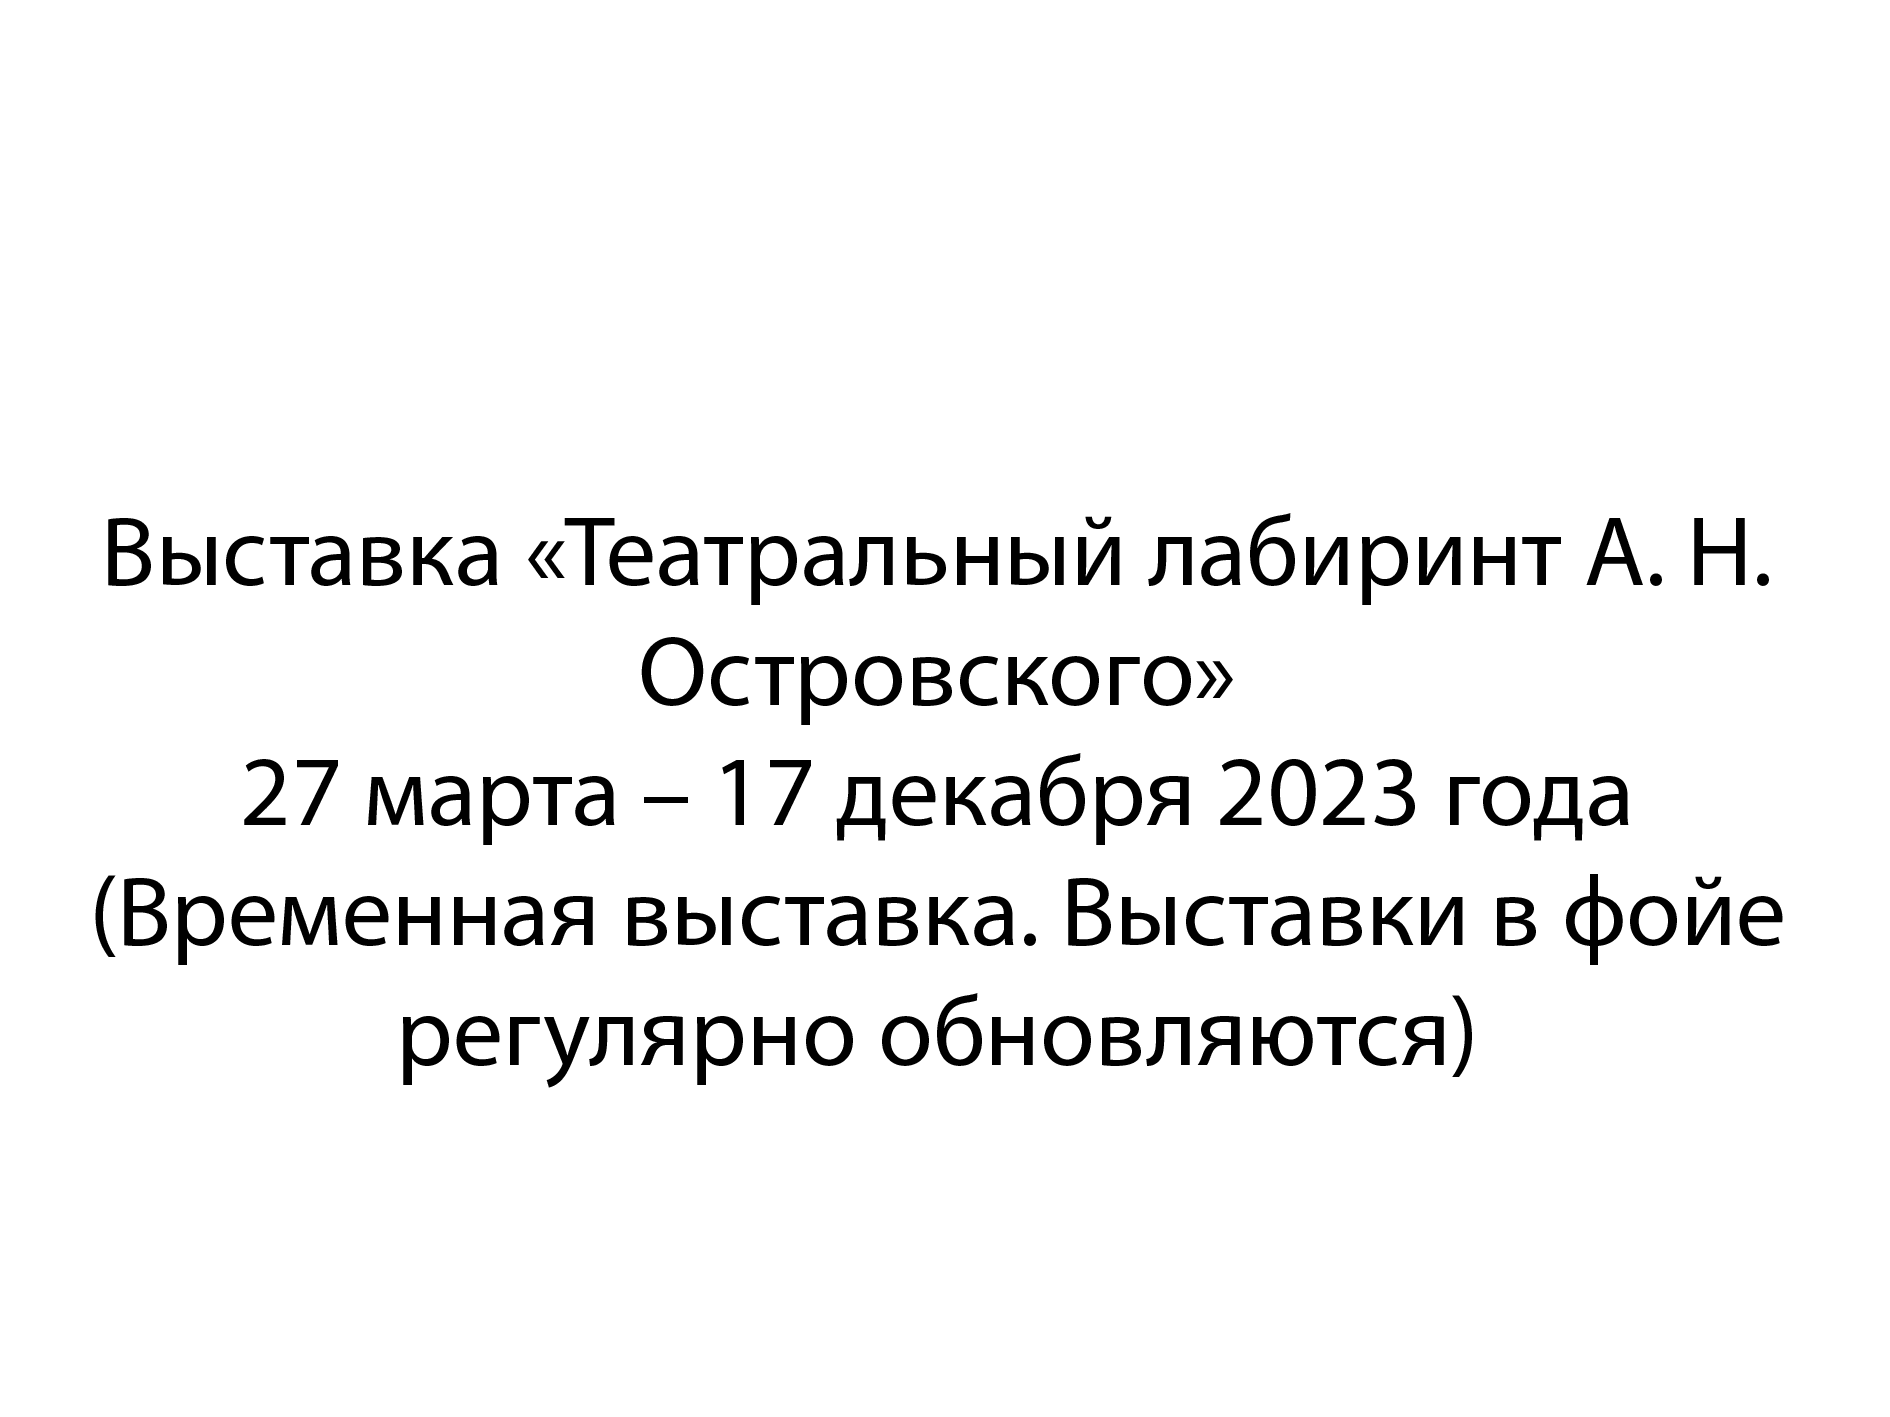 Выставка «Театральный лабиринт А. Н.
Островского»
27 марта – 17 декабря 2023 года
(Временная выставка. Выставки в фойе
регулярно обновляются)